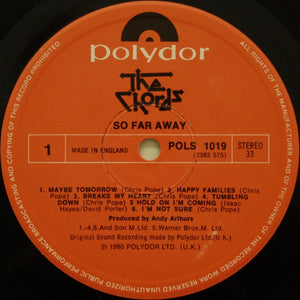 polydor
The
Chords
SO FAR AWAY
1
MADE IN ENGLAND
POLS 1019
(2383 575)
STEREO
33
1. MAYBE TOMORROW (Chris Pope) 2. HAPPY FAMILIES (Chris
Pope) 3. BREAKS MY HEART (Chris Pope) 4. TUMBLING
DOWN (Chris Pope) 5 HOLD ON I'M COMING (Isaac
Hayes/David Porter) 6. I'M NOT SURE (Chris Pope)
Produced by Andy Arthurs
1.-4,6. And Son M.L. 5.Warner Bros.M. Ltd.
Original Sound Recording made by Polydor Ltd.(U.K.)
℗ 1980 POLYDOR LTD. (U.K.)
ALL RIGHTS OF THE MANUFACTURER AND OF THE OWNER OF THE RECORDED WORK RESERVED UNAUTHORISED PUBLIC PERFORMANCE BROADCASTING AND COPYING OF THIS RECORD PROHIBITED